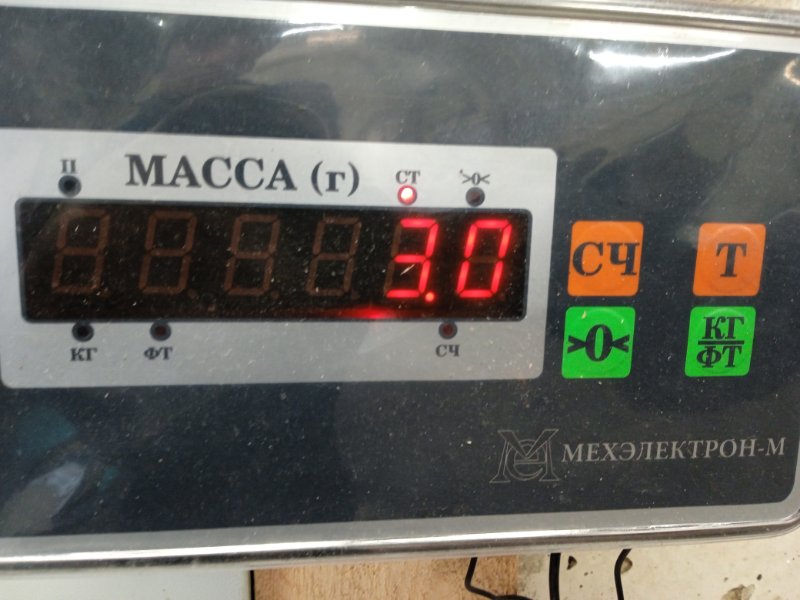 П МАССА (г) СТ >0<
3.0
КГ ФТ СЧ
СЧ Т
>0< КГ/ФТ
МЕХЭЛЕКТРОН-М